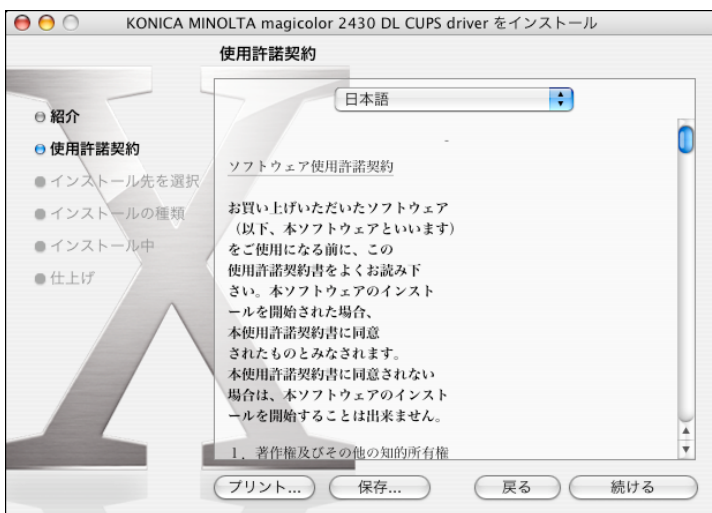 KONICA MINOLTA magicolor 2430 DL CUPS driver をインストール
使用許諾契約
紹介
使用許諾契約
インストール先を選択
インストールの種類
インストール中
仕上げ
日本語
-
ソフトウェア使用許諾契約
お買い上げいただいたソフトウェア
（以下、本ソフトウェアといいます）
をご使用になる前に、この
使用許諾契約書をよくお読み下
さい。本ソフトウェアのインスト
ールを開始された場合、
本使用許諾契約書に同意
されたものとみなされます。
本使用許諾契約書に同意されない
場合は、本ソフトウェアのインスト
ールを開始することは出来ません。
１．著作権及びその他の知的所有権
プリント...
保存...
戻る
続ける